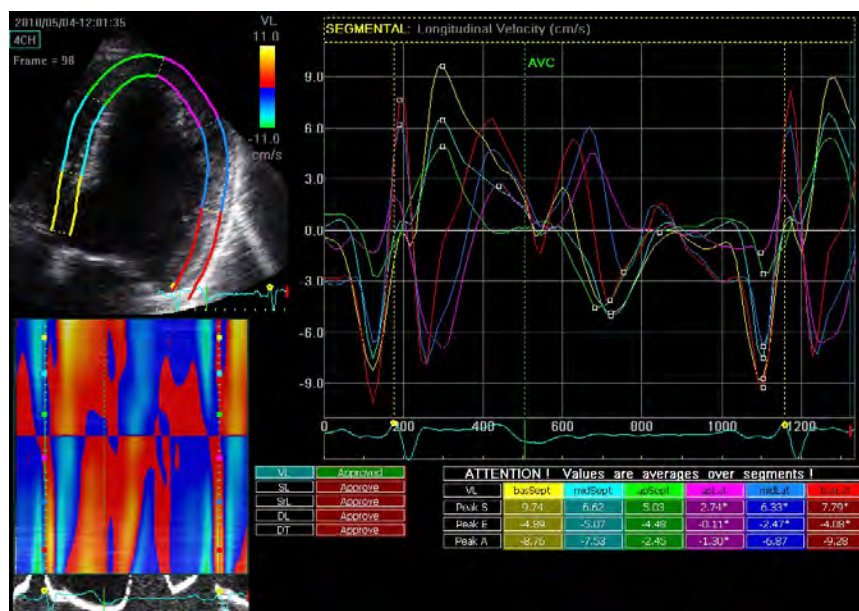 2010/05/04-12:01:35
VL
4CH
11.0
Frame = 98
-11.0
cm/s
SEGMENTAL: Longitudinal Velocity (cm/s)
AVC
9.0
6.0
3.0
0.0
-3.0
-6.0
-9.0
0 200 400 600 800 1000 1200
VL Approved
SL Approve
SrL Approve
DL Approve
DT Approve
ATTENTION ! Values are averages over segments !
VL basSept midSept apSept apLat midLat basLat
Peak S 9.74 6.62 5.03 2.74* 6.33* 7.79*
Peak E -4.89 -5.07 -4.48 -0.11* -2.47* -4.08*
Peak A -8.76 -7.53 -2.45 -1.30* -6.87 -9.28